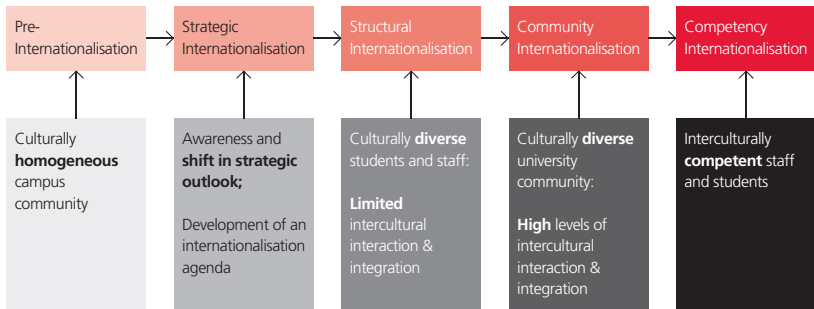 Pre-
Internationalisation
Strategic
Internationalisation
Structural
Internationalisation
Community
Internationalisation
Competency
Internationalisation
Culturally
homogeneous
campus
community
Awareness and
shift in strategic
outlook;
Development of an
internationalisation
agenda
Culturally diverse
students and staff:
Limited
intercultural
interaction &
integration
Culturally diverse
university
community:
High levels of
intercultural
interaction &
integration
Interculturally
competent staff
and students